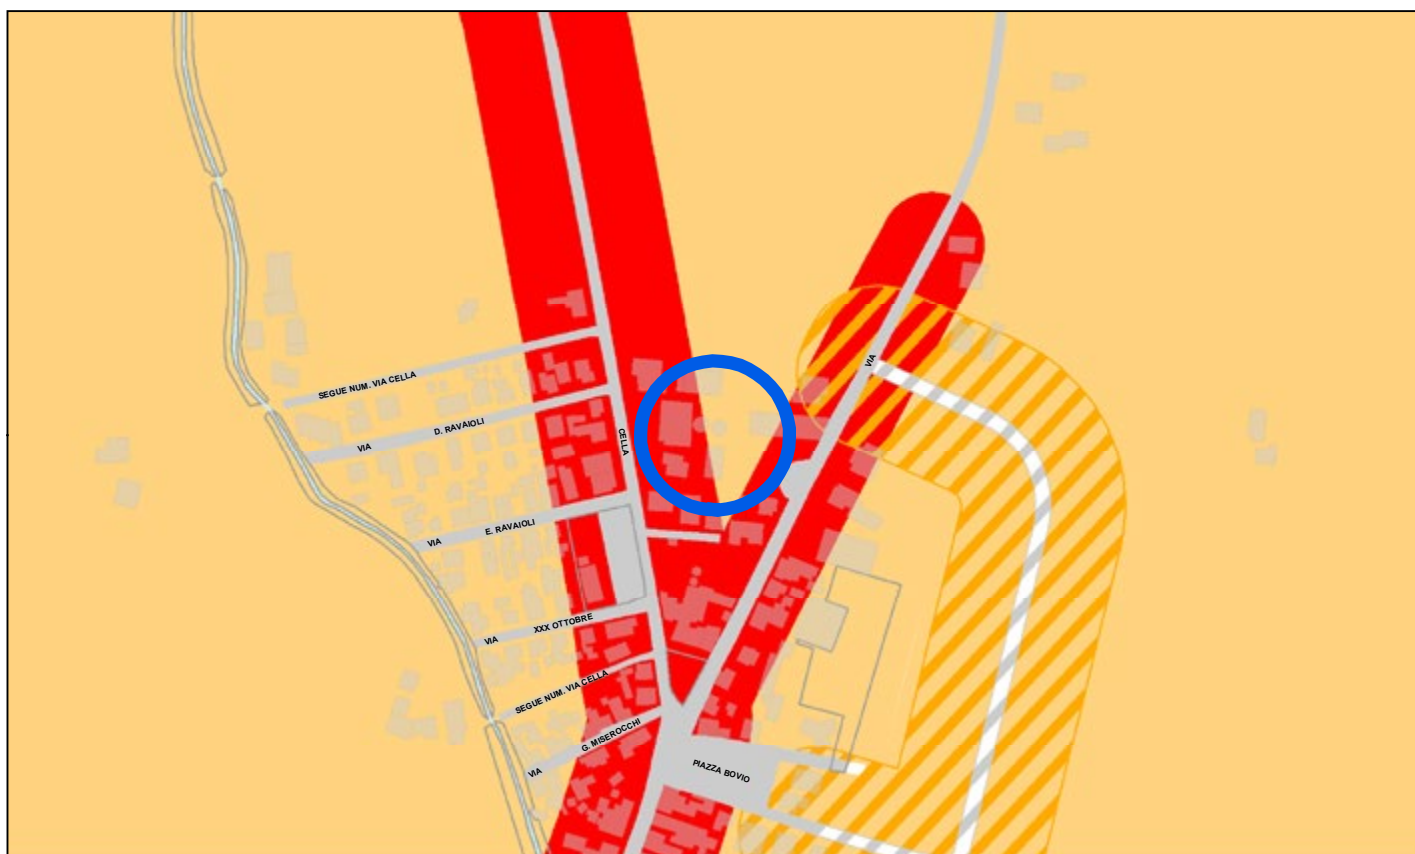 VIA
SEGUE NUM. VIA CELLA
VIA D. RAVAIOLI
CELLA
VIA E. RAVAIOLI
VIA XXX OTTOBRE
SEGUE NUM. VIA CELLA
VIA G. MISEROCCHI
PIAZZA BOVIO